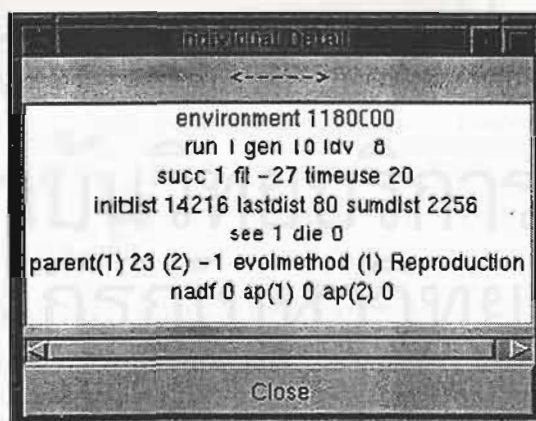 Individual Detail
<----->
environment 1180000
run 1 gen 10 idv 8
succ 1 fit -27 timeuse 20
initdist 14216 lastdist 80 sumdist 2256
see 1 die 0
parent(1) 23 (2) -1 evolmethod (1) Reproduction
nadf 0 ap(1) 0 ap(2) 0
Close